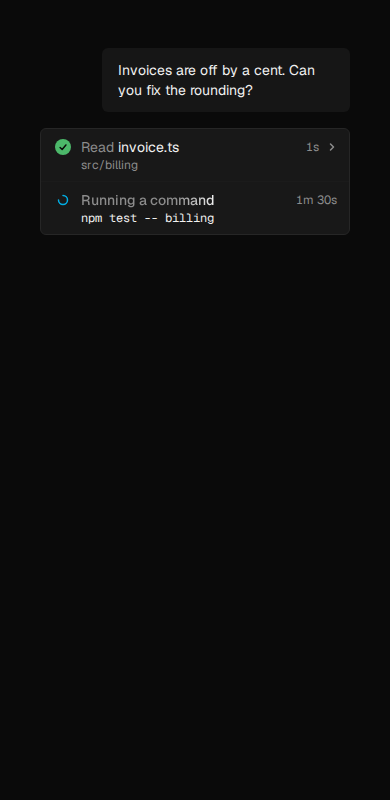 Invoices are off by a cent. Can
you fix the rounding?
Read invoice.ts 1s
src/billing
Running a command 1m 30s
npm test -- billing